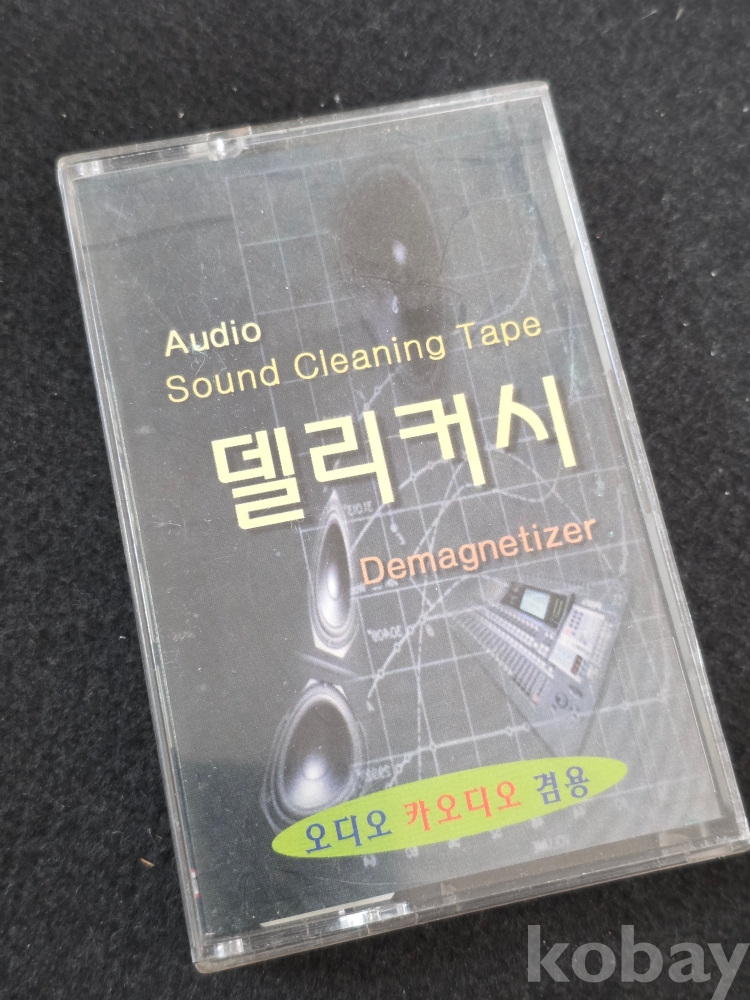 Audio
Sound Cleaning Tape
델리커시
Demagnetizer
오디오 카오디오 겸용
kobay